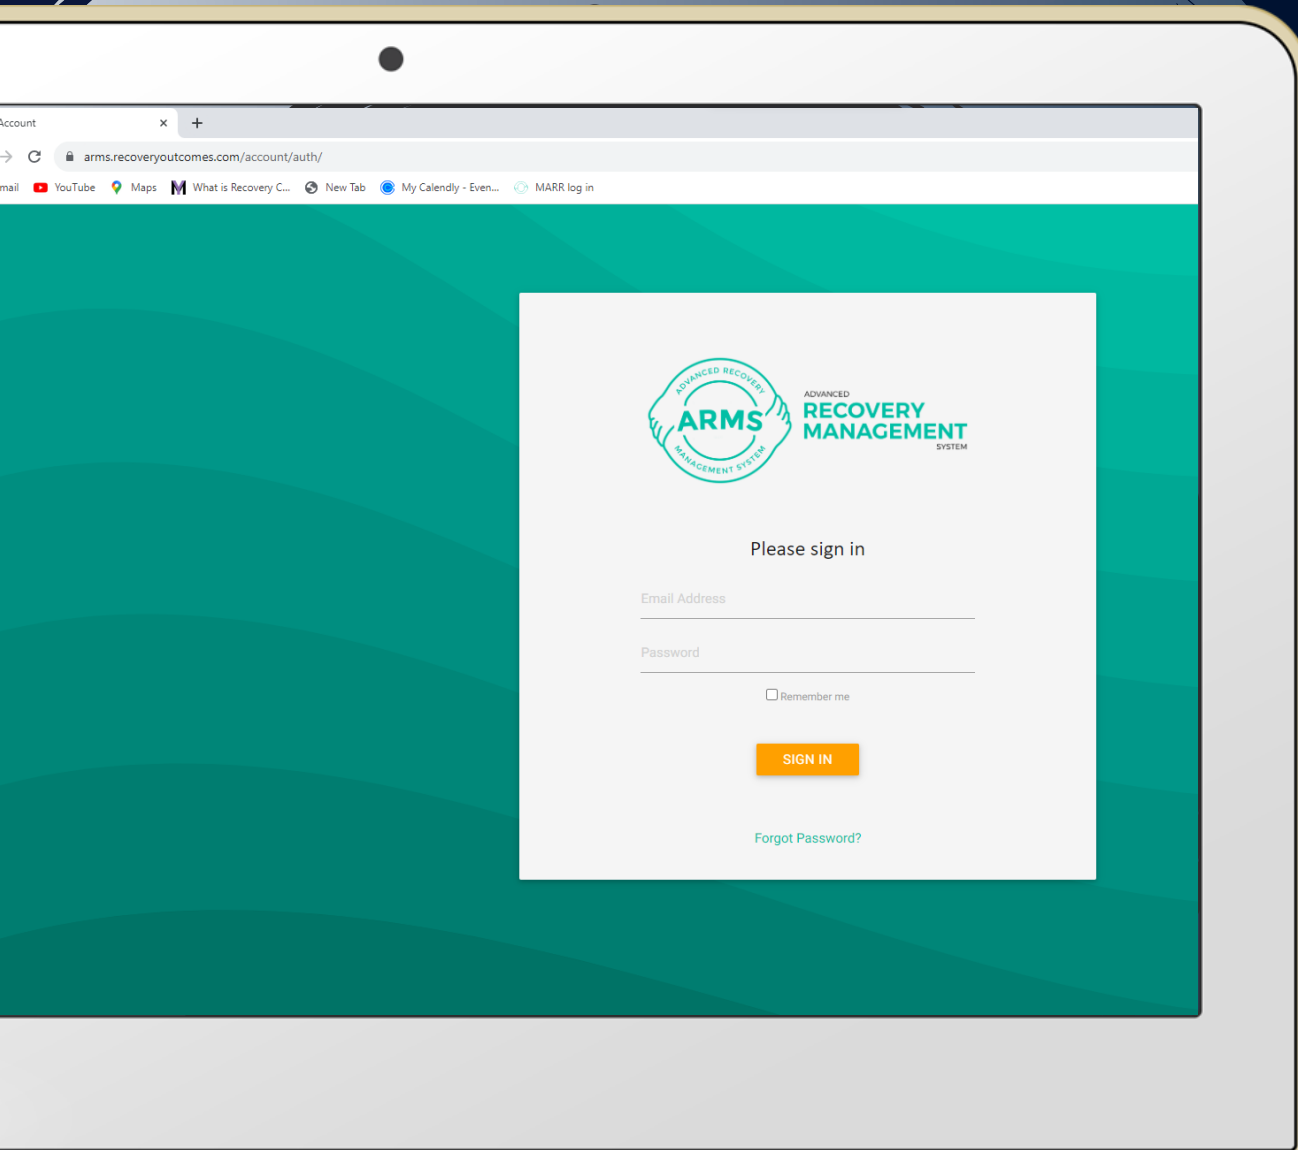 Account
arms.recoveryoutcomes.com/account/auth/
mail YouTube Maps What is Recovery C... New Tab My Calendly - Even... MARR log in
ADVANCED RECOVERY
ARMS
MANAGEMENT SYSTEM
ADVANCED
RECOVERY
MANAGEMENT
SYSTEM
Please sign in
Email Address
Password
Remember me
SIGN IN
Forgot Password?